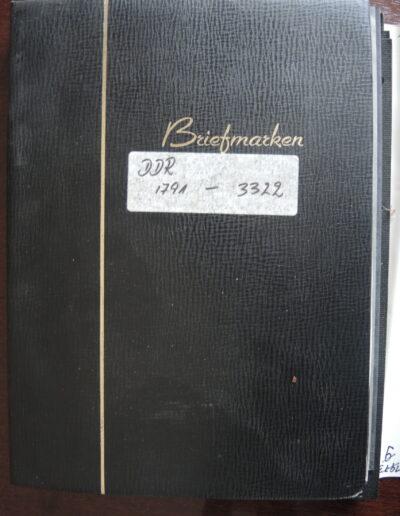 Briefmarken
DDR
1791 – 3322